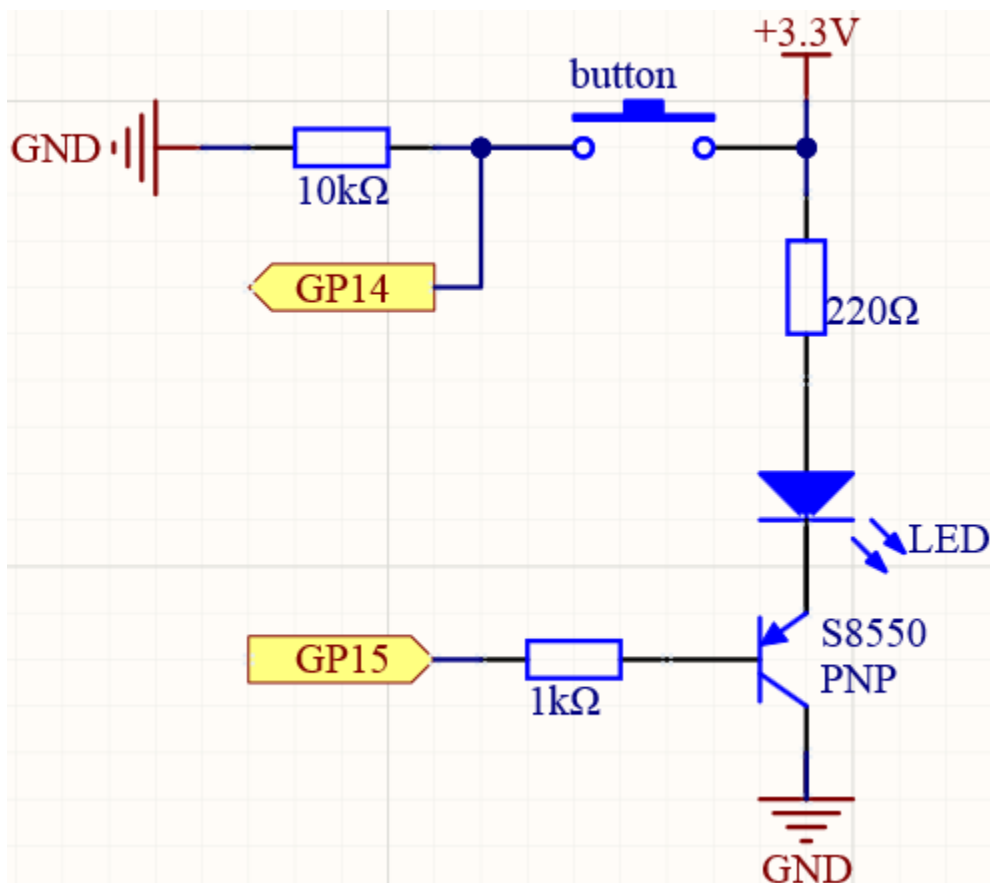 +3.3V
button
GND
10kΩ
GP14
220Ω
LED
S8550
PNP
GP15
1kΩ
GND